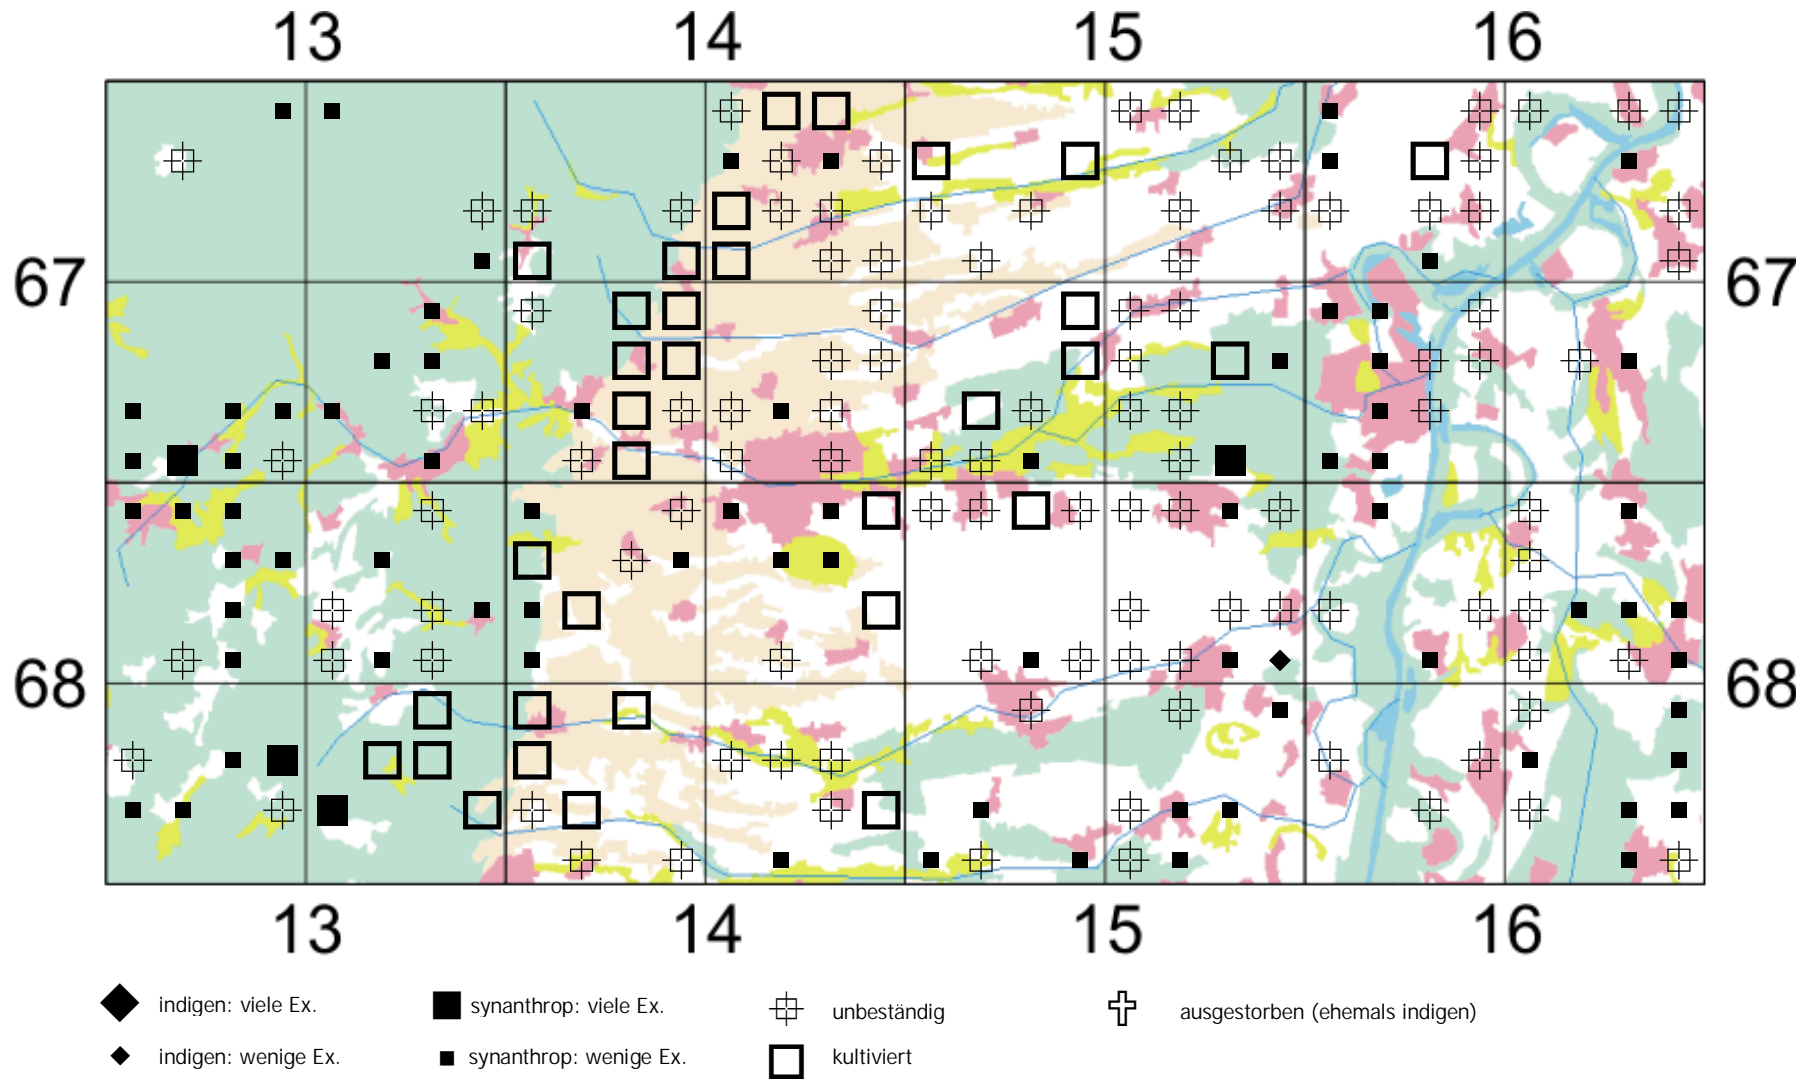 13 14 15 16
67 67
68 68
13 14 15 16
indigen: viele Ex. synanthrop: viele Ex. unbeständig ausgestorben (ehemals indigen)
indigen: wenige Ex. synanthrop: wenige Ex. kultiviert